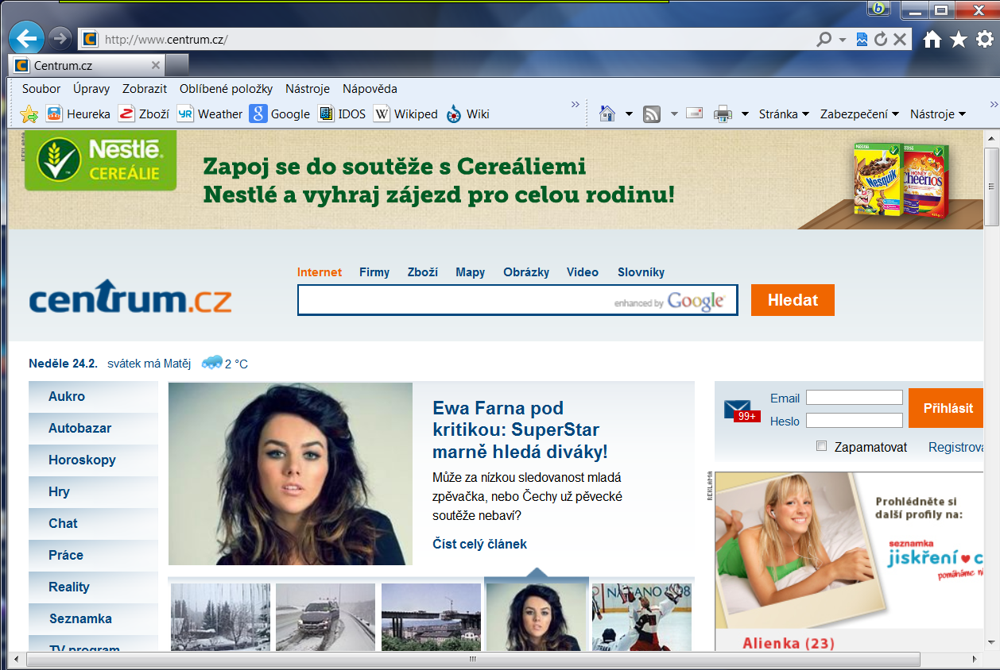 http://www.centrum.cz/
Centrum.cz
Soubor Úpravy Zobrazit Oblíbené položky Nástroje Nápověda
Heureka Zboží Weather Google IDOS Wikiped Wiki
Stránka Zabezpečení Nástroje
REKLAMA
Nestlé
CEREÁLIE
Zapoj se do soutěže s Cereáliemi
Nestlé a vyhraj zájezd pro celou rodinu!
Nesquik
HONEY
Cheerios
Internet Firmy Zboží Mapy Obrázky Video Slovníky
centrum.cz
enhanced by Google
Hledat
Neděle 24.2. svátek má Matěj 2 °C
Aukro
Autobazar
Horoskopy
Hry
Chat
Práce
Reality
Seznamka
TV program
Ewa Farna pod
kritikou: SuperStar
marně hledá diváky!
Může za nízkou sledovanost mladá
zpěvačka, nebo Čechy už pěvecké
soutěže nebaví?
Číst celý článek
NAGANO 98
99+
Email
Heslo
Přihlásit
Zapamatovat Registrova
REKLAMA
Prohlédněte si
další profily na:
seznamka
jiskření c
pomáháme
Alienka (23)